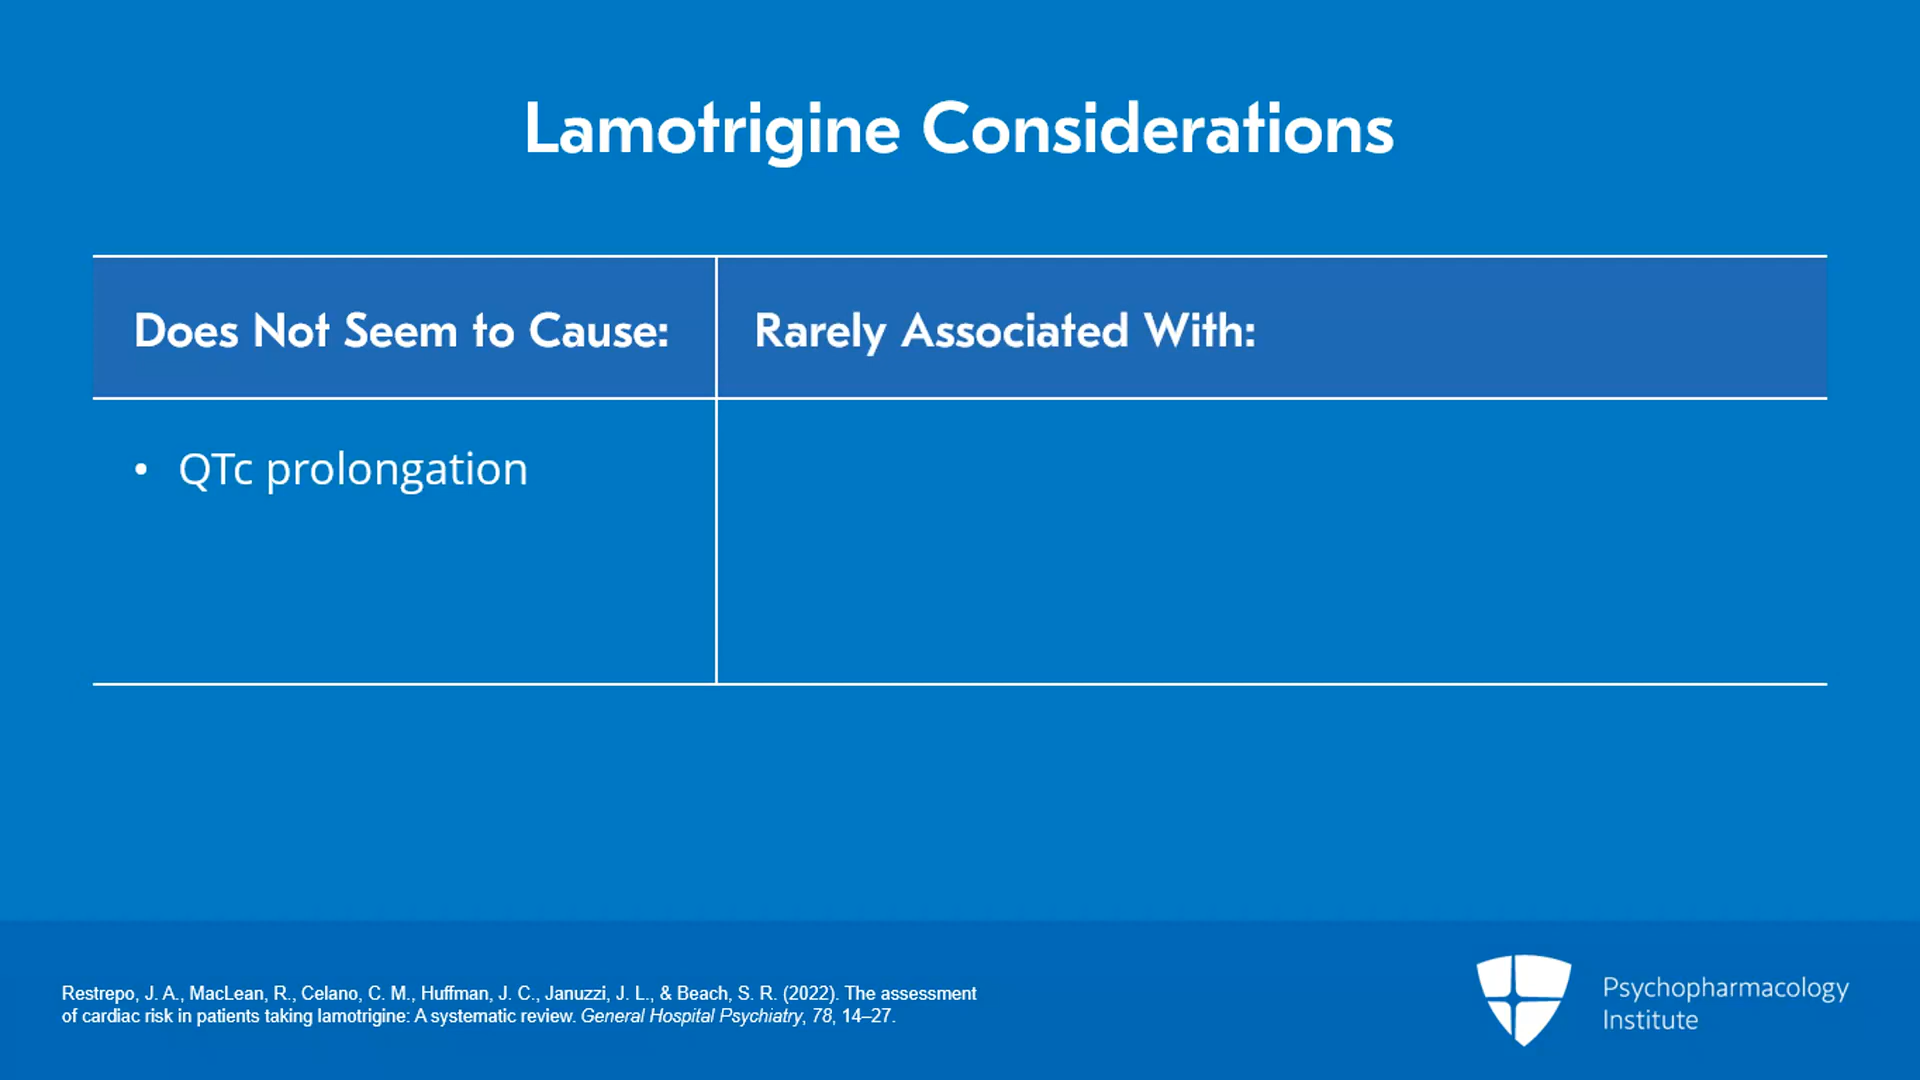 Lamotrigine Considerations
Does Not Seem to Cause:
Rarely Associated With:
• QTc prolongation
Restrepo, J. A., MacLean, R., Celano, C. M., Huffman, J. C., Januzzi, J. L., & Beach, S. R. (2022). The assessment
of cardiac risk in patients taking lamotrigine: A systematic review. General Hospital Psychiatry, 78, 14–27.
Psychopharmacology
Institute